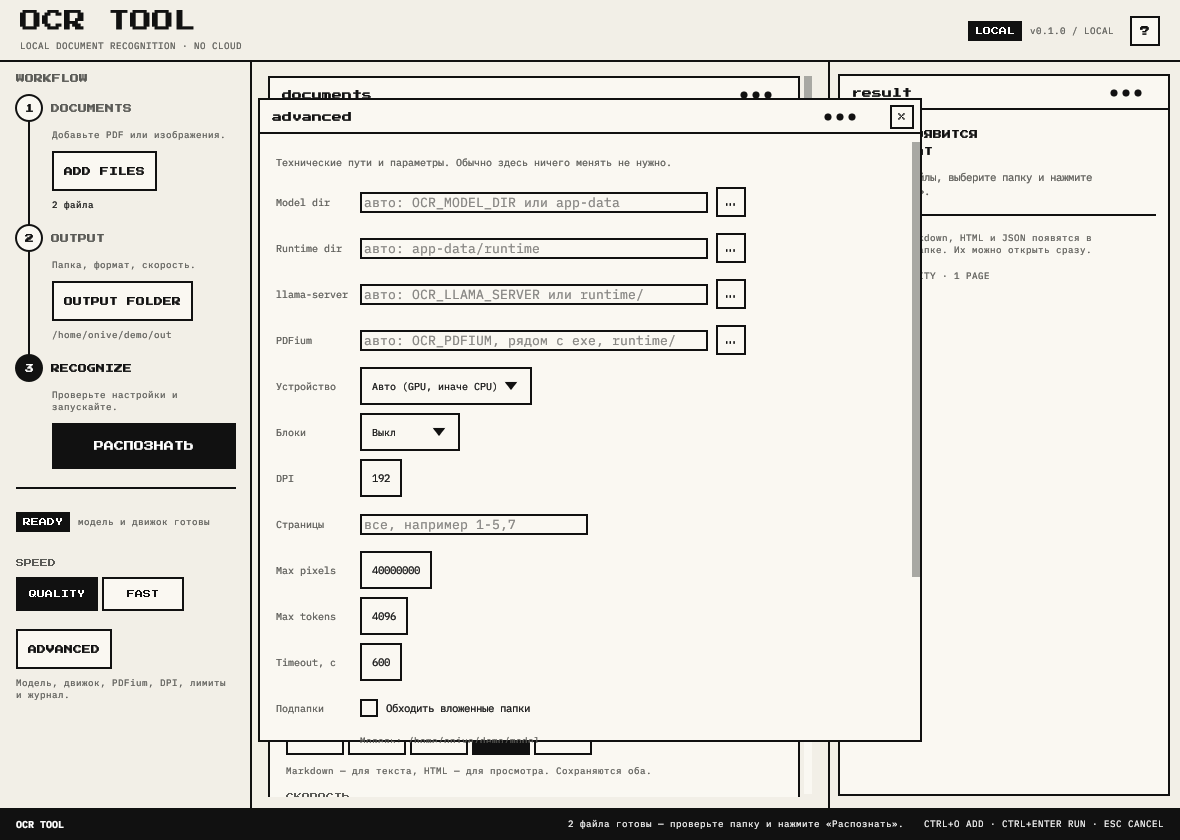 OCR TOOL
LOCAL DOCUMENT RECOGNITION · NO CLOUD
LOCAL
v0.1.0 / LOCAL
?
WORKFLOW
1
DOCUMENTS
Добавьте PDF или изображения.
ADD FILES
2 файла
2
OUTPUT
Папка, формат, скорость.
OUTPUT FOLDER
/home/onive/demo/out
3
RECOGNIZE
Проверьте настройки и
запускайте.
РАСПОЗНАТЬ
READY
модель и движок готовы
SPEED
QUALITY
FAST
ADVANCED
Модель, движок, PDFium, DPI, лимиты
и журнал.
documents
advanced
×
Технические пути и параметры. Обычно здесь ничего менять не нужно.
Model dir
авто: OCR_MODEL_DIR или app-data
...
Runtime dir
авто: app-data/runtime
...
llama-server
авто: OCR_LLAMA_SERVER или runtime/
...
PDFium
авто: OCR_PDFIUM, рядом с exe, runtime/
...
Устройство
Авто (GPU, иначе CPU)
Блоки
Выкл
DPI
192
Страницы
все, например 1-5,7
Max pixels
40000000
Max tokens
4096
Timeout, с
600
Подпапки
Обходить вложенные папки
Модель: /home/onive/demo/model
Markdown — для текста, HTML — для просмотра. Сохраняются оба.
СКОРОСТЬ
result
выберите папку и нажмите
HTML и JSON появятся в
Их можно открыть сразу.
· 1 PAGE
OCR TOOL
2 файла готовы — проверьте папку и нажмите «Распознать».
CTRL+O ADD · CTRL+ENTER RUN · ESC CANCEL